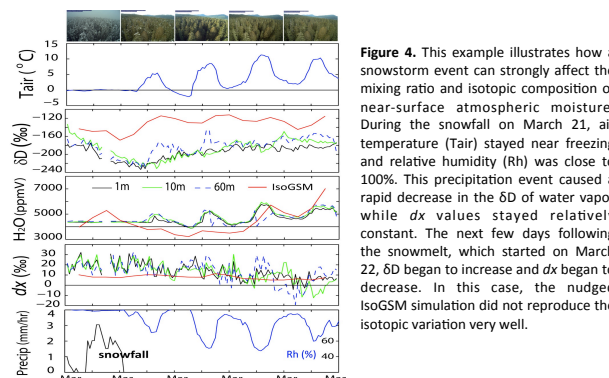 Tair(°C)
15
10
5
0
−5
δD (‰)
−120
−160
−200
−240
H₂O (ppmV)
7000
5000
3000
1m
10m
60m
IsoGSM
dx (‰)
30
20
10
0
−10
−20
Precip (mm/hr)
4
3
2
1
0
snowfall
Rh (%)
60
40
Figure 4. This example illustrates how a
snowstorm event can strongly affect the
mixing ratio and isotopic composition of
near-surface atmospheric moisture.
During the snowfall on March 21, air
temperature (Tair) stayed near freezing
and relative humidity (Rh) was close to
100%. This precipitation event caused a
rapid decrease in the δD of water vapor
while dx values stayed relatively
constant. The next few days following
the snowmelt, which started on March
22, δD began to increase and dx began to
decrease. In this case, the nudged
IsoGSM simulation did not reproduce the
isotopic variation very well.